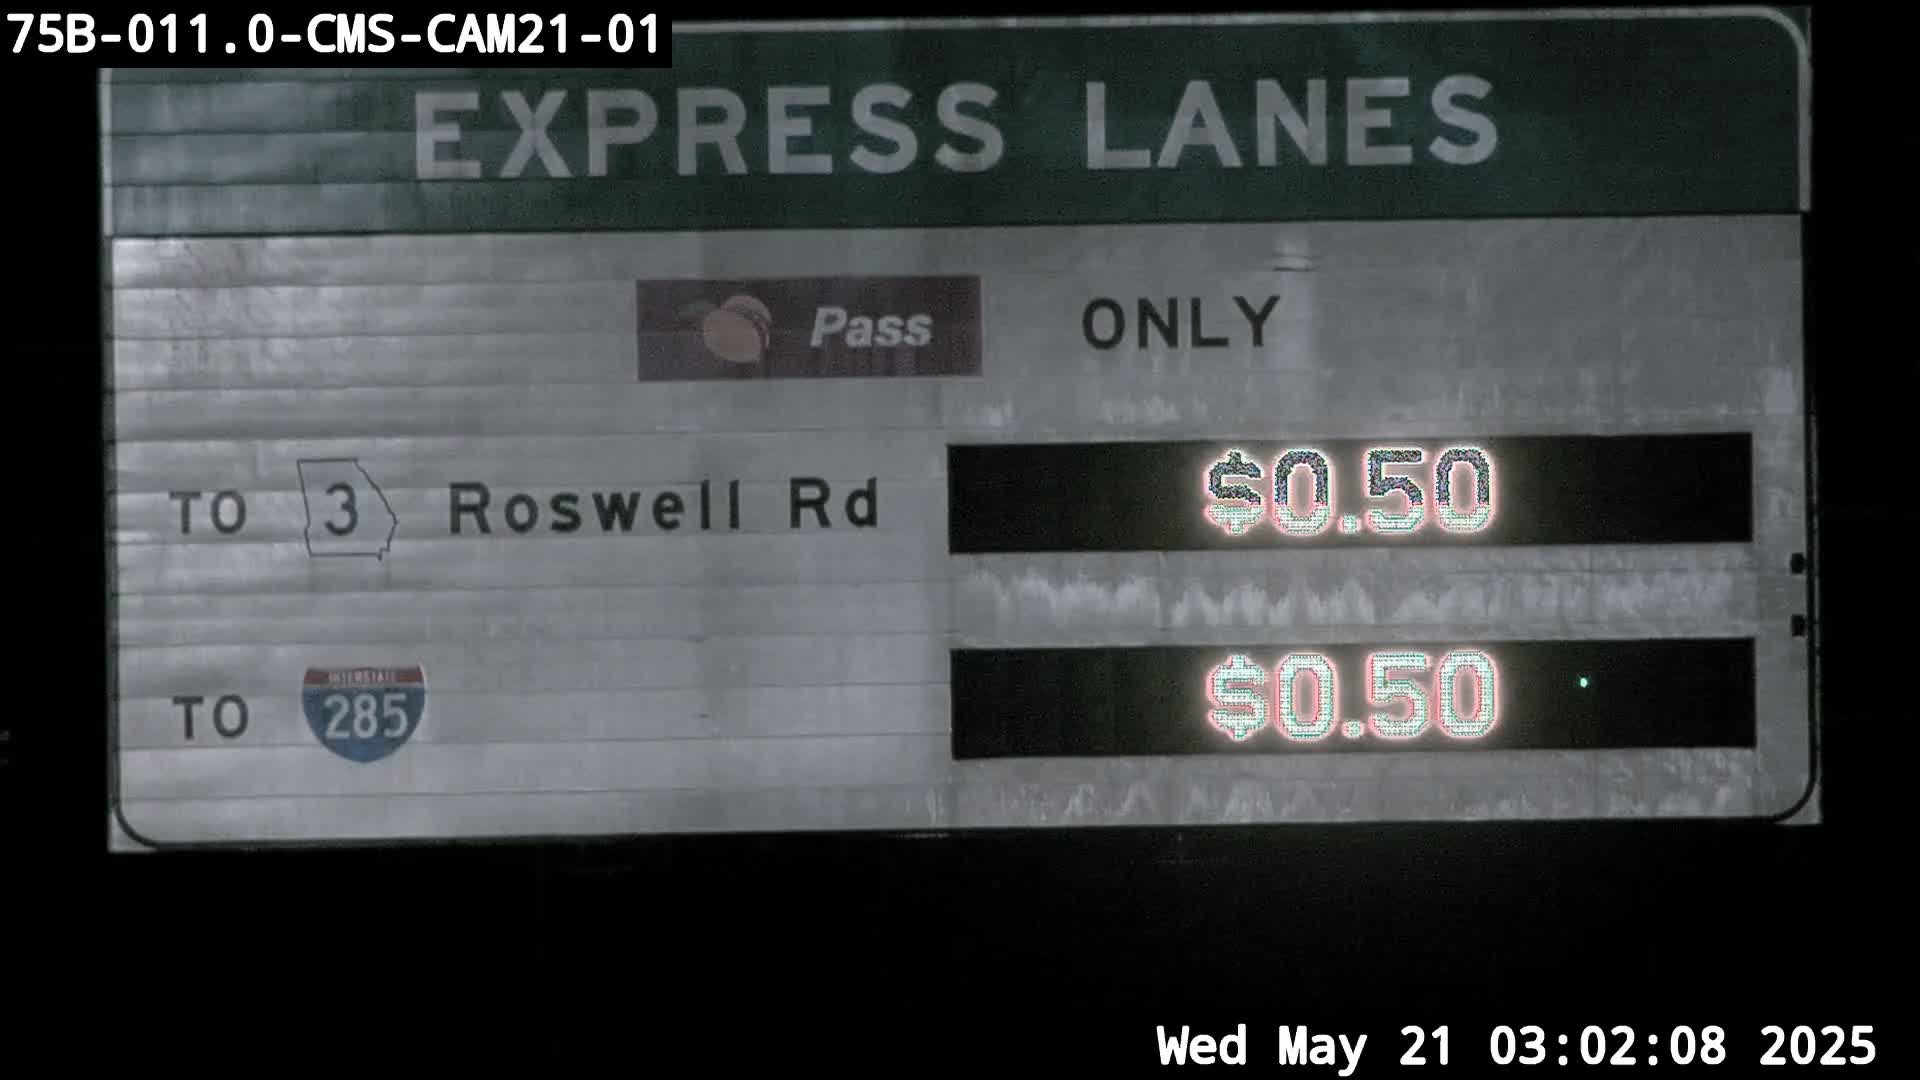 75B-011.0-CMS-CAM21-01
EXPRESS LANES
Pass ONLY
TO 3 Roswell Rd $0.50
INTERSTATE
TO 285 $0.50
Wed May 21 03:02:08 2025